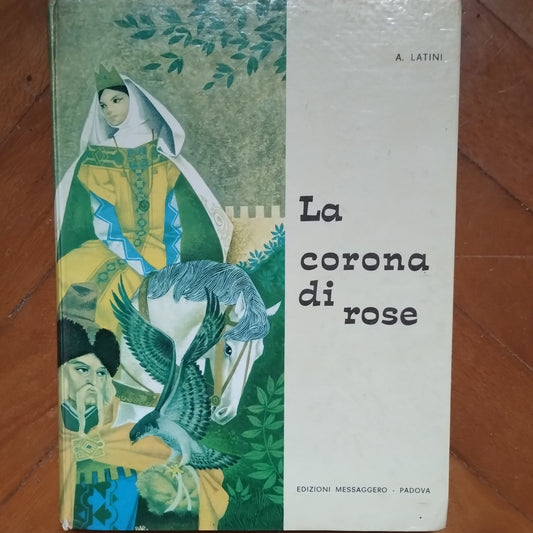 A. LATINI
La
corona
di
rose
EDIZIONI MESSAGGERO - PADOVA